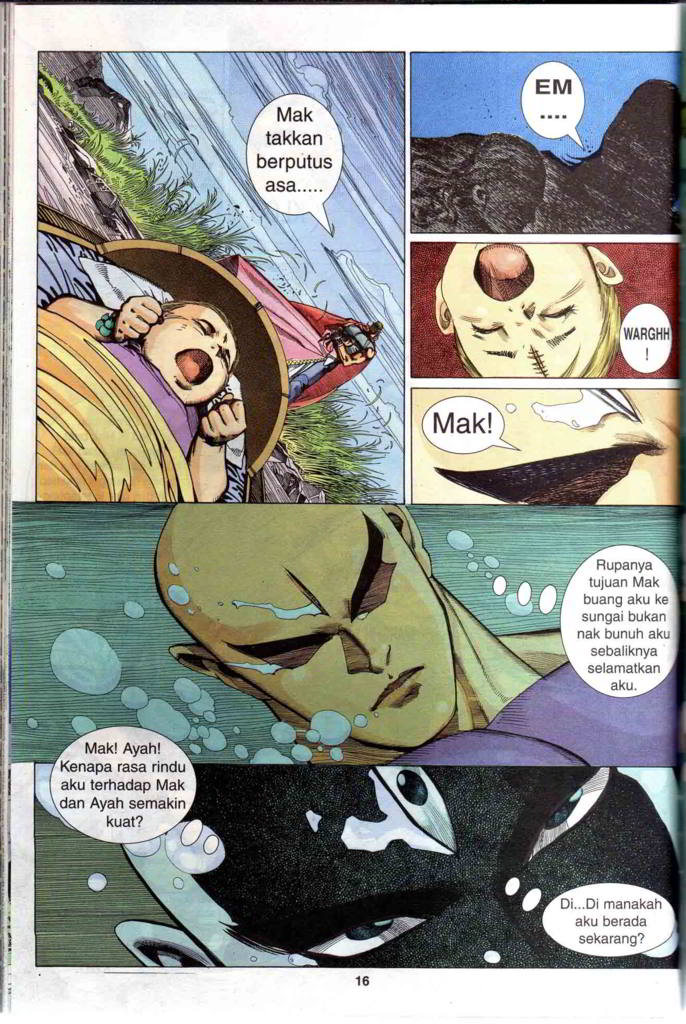 Mak
takkan
berputus
asa.....
EM
....
WARGHH
!
Mak!
Rupanya
tujuan Mak
buang aku ke
sungai bukan
nak bunuh aku
sebaliknya
selamatkan
aku.
Mak! Ayah!
Kenapa rasa rindu
aku terhadap Mak
dan Ayah semakin
kuat?
Di...Di manakah
aku berada
sekarang?
16